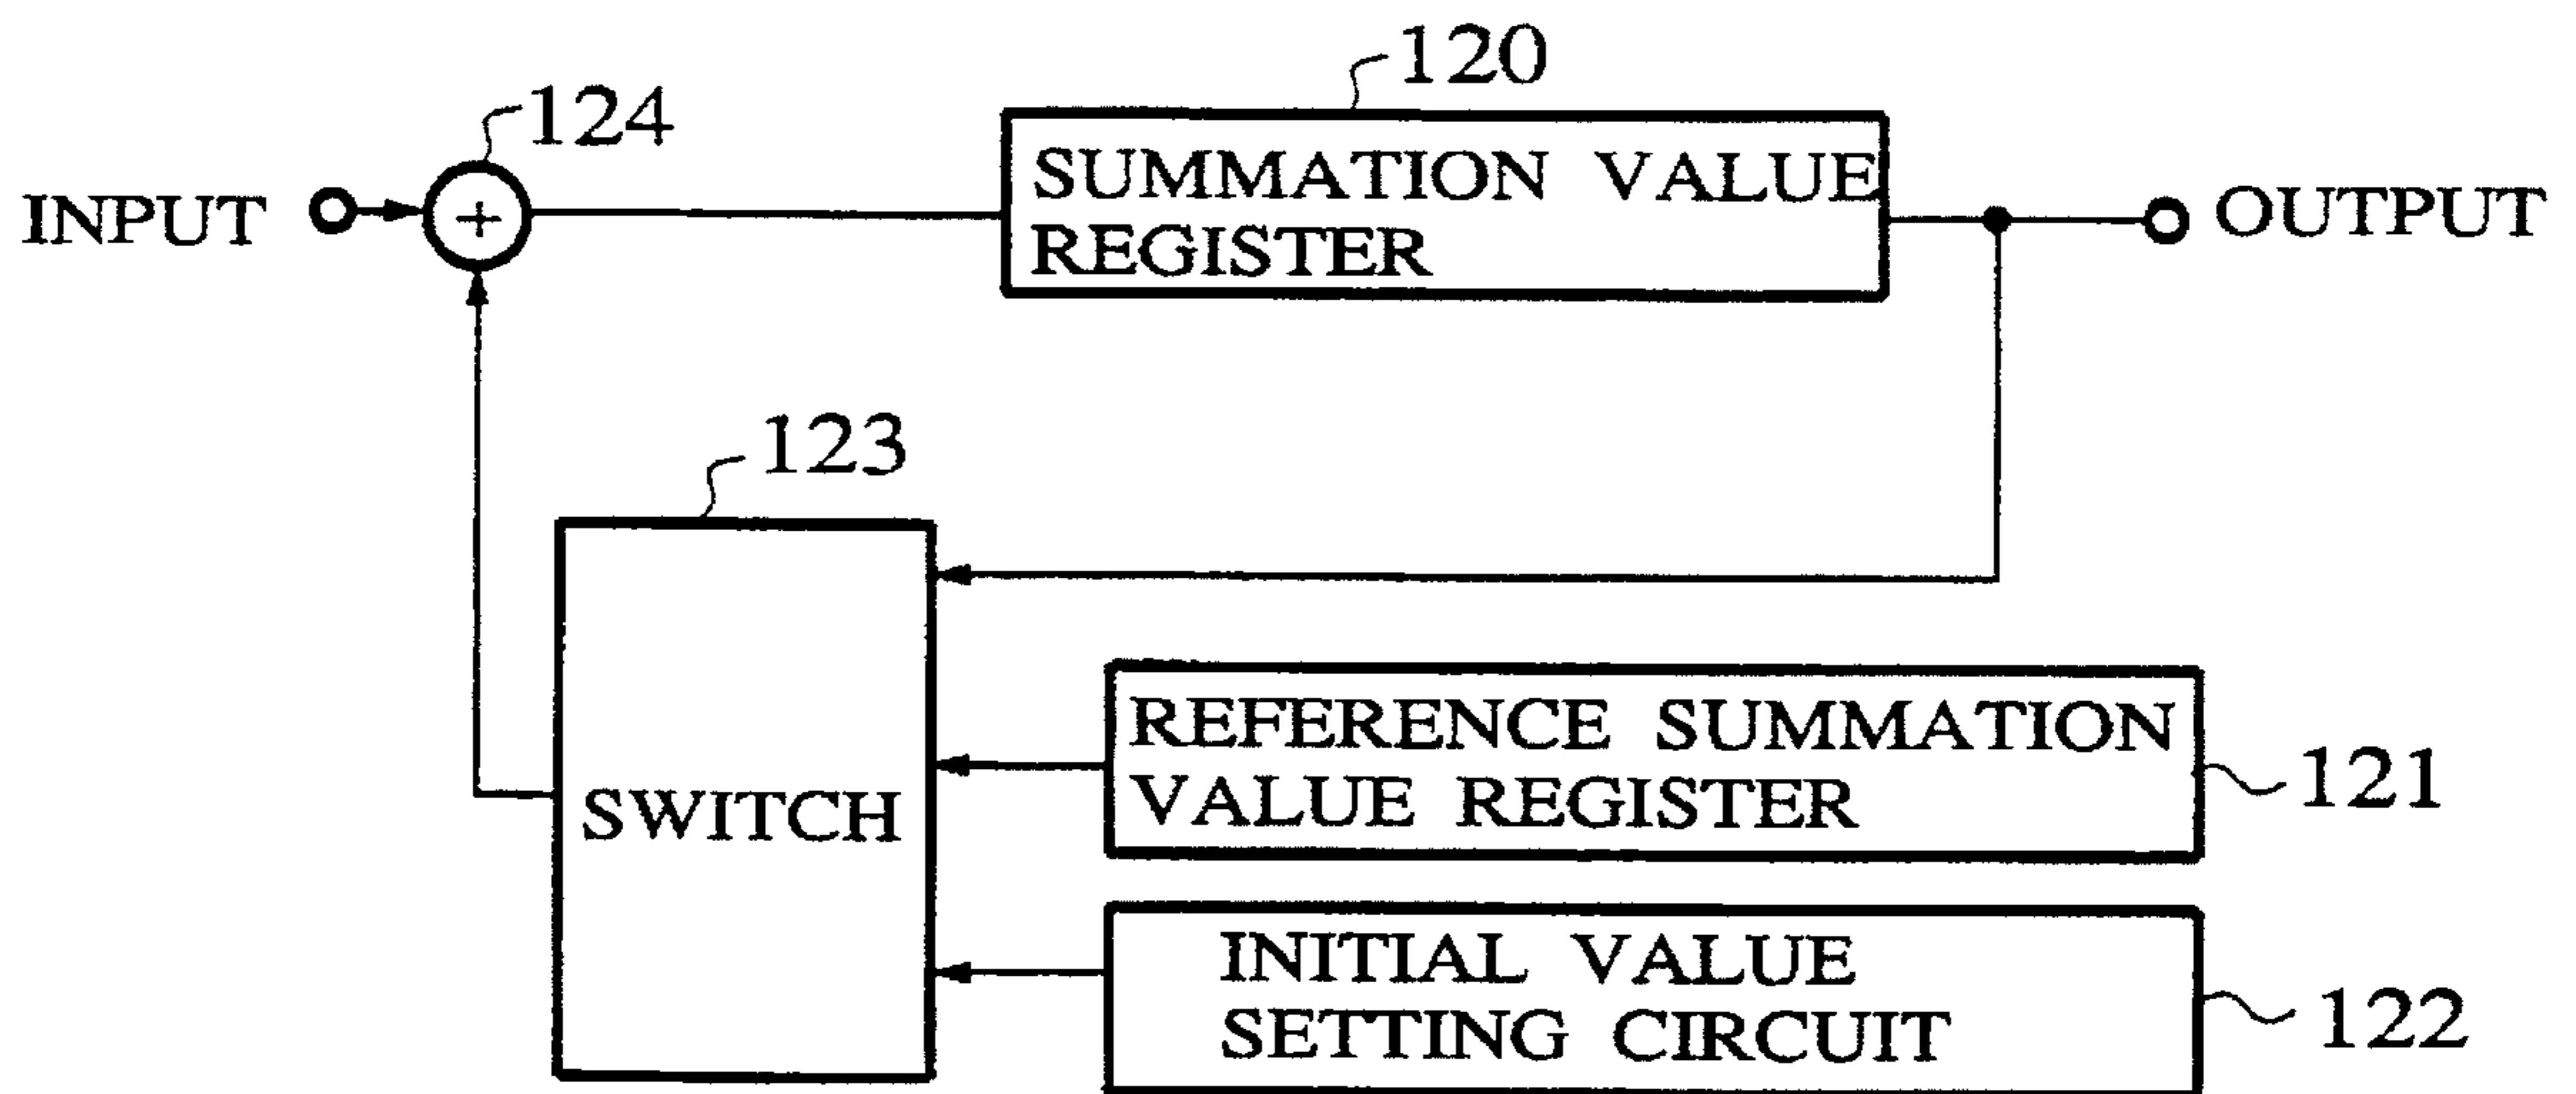 120
124
SUMMATION VALUE
REGISTER
INPUT
+
OUTPUT
123
SWITCH
REFERENCE SUMMATION
VALUE REGISTER
121
INITIAL VALUE
SETTING CIRCUIT
122